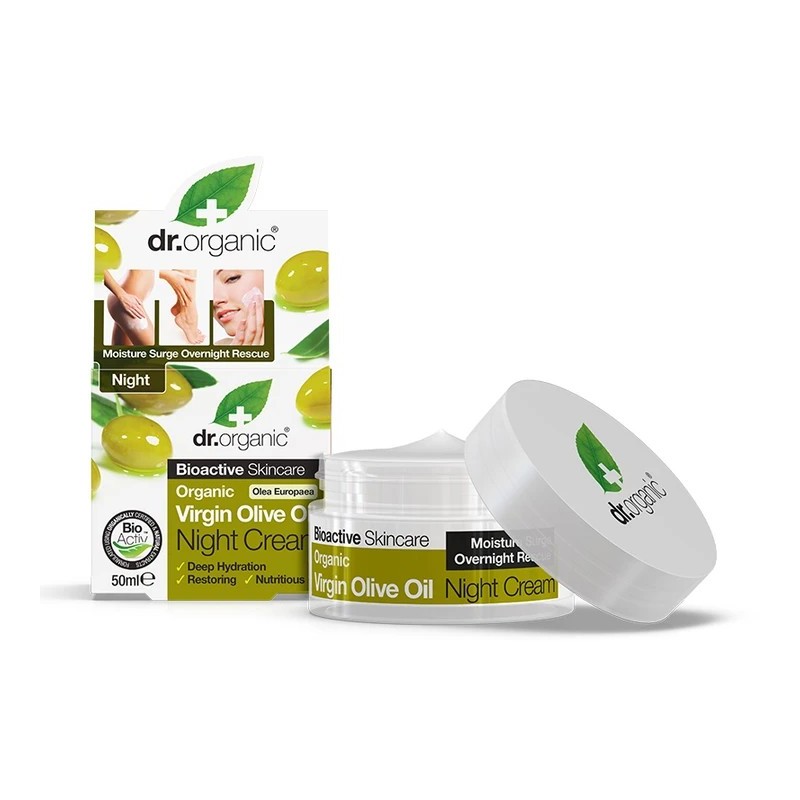 dr.organic®
Moisture Surge Overnight Rescue
Night
dr.organic®
Bioactive Skincare
Organic Olea Europaea
Virgin Olive Oi
Night Cream
✓ Deep Hydration
✓ Restoring ✓ Nutritious
Bio
Activ
50ml℮
Bioactive Skincare
Organic
Virgin Olive Oil
Moisture Surge
Overnight Rescue
Night Cream
dr.organic®